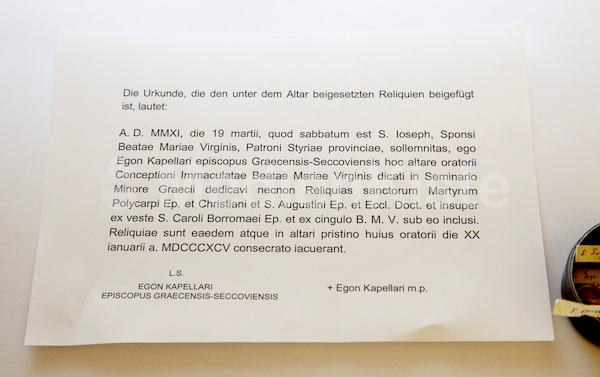 Die Urkunde, die den unter dem Altar beigesetzten Reliquien beigefügt
ist, lautet:
A. D. MMXI, die 19 martii, quod sabbatum est S. Ioseph, Sponsi
Beatae Mariae Virginis, Patroni Styriae provinciae, sollemnitas, ego
Egon Kapellari episcopus Graecensis-Seccoviensis hoc altare oratorii
Conceptioni Immaculatae Beatae Mariae Virginis dicati in Seminario
Minore Graecii dedicavi necnon Reliquias sanctorum Martyrum
Polycarpi Ep. et Christiani et S. Augustini Ep. et Eccl. Doct. et insuper
ex veste S. Caroli Borromaei Ep. et ex cingulo B. M. V. sub eo inclusi.
Reliquiae sunt eaedem atque in altari pristino huius oratorii die XX
ianuarii a. MDCCCXCV consecrato iacuerant.
L.S.
EGON KAPELLARI
EPISCOPUS GRAECENSIS-SECCOVIENSIS
+ Egon Kapellari m.p.